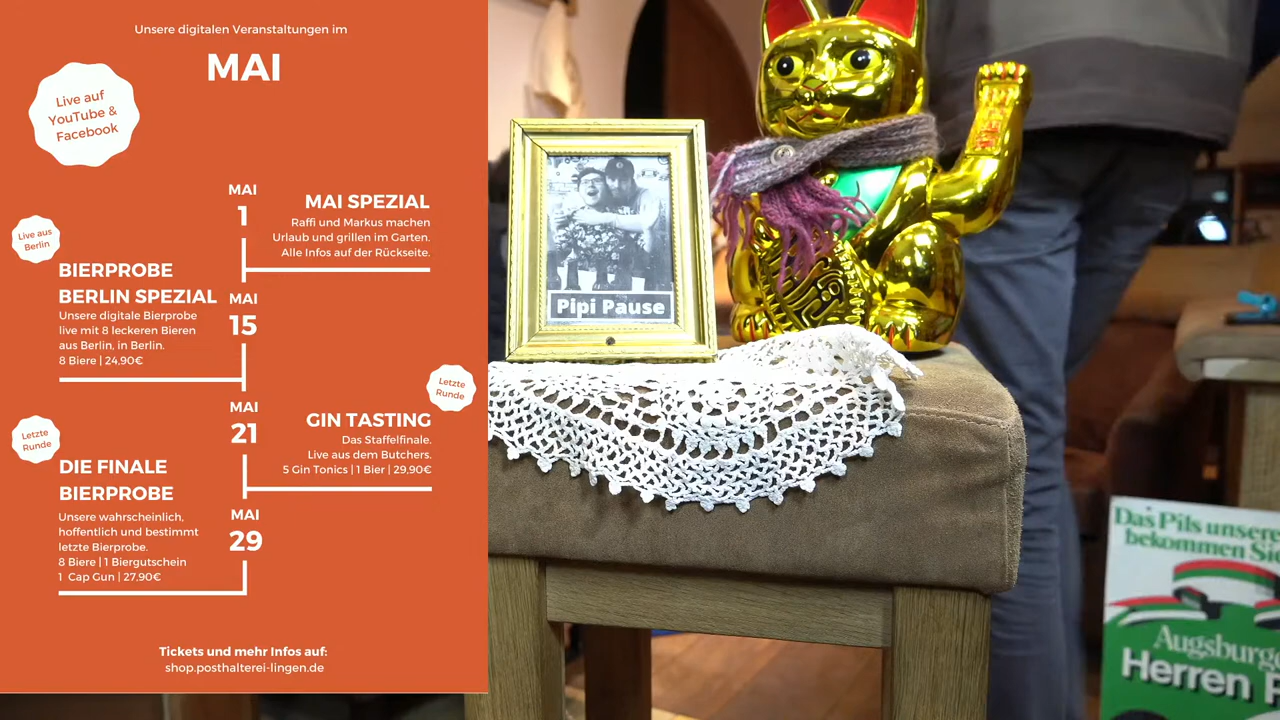 Unsere digitalen Veranstaltungen im
MAI
Live auf
YouTube &
Facebook
MAI
1
MAI SPEZIAL
Raffi und Markus machen
Urlaub und grillen im Garten.
Alle Infos auf der Rückseite.
Live aus
Berlin
BIERPROBE
BERLIN SPEZIAL
Unsere digitale Bierprobe
live mit 8 leckeren Bieren
aus Berlin, in Berlin.
8 Biere | 24,90€
MAI
15
MAI
21
Letzte
Runde
GIN TASTING
Das Staffelfinale.
Live aus dem Butchers.
5 Gin Tonics | 1 Bier | 29,90€
Letzte
Runde
DIE FINALE
BIERPROBE
Unsere wahrscheinlich,
hoffentlich und bestimmt
letzte Bierprobe.
8 Biere | 1 Biergutschein
1 Cap Gun | 27,90€
MAI
29
Tickets und mehr Infos auf:
shop.posthalterei-lingen.de
Pipi Pause
Das Pils unsere
bekommen Si
Augsburge
Herren P